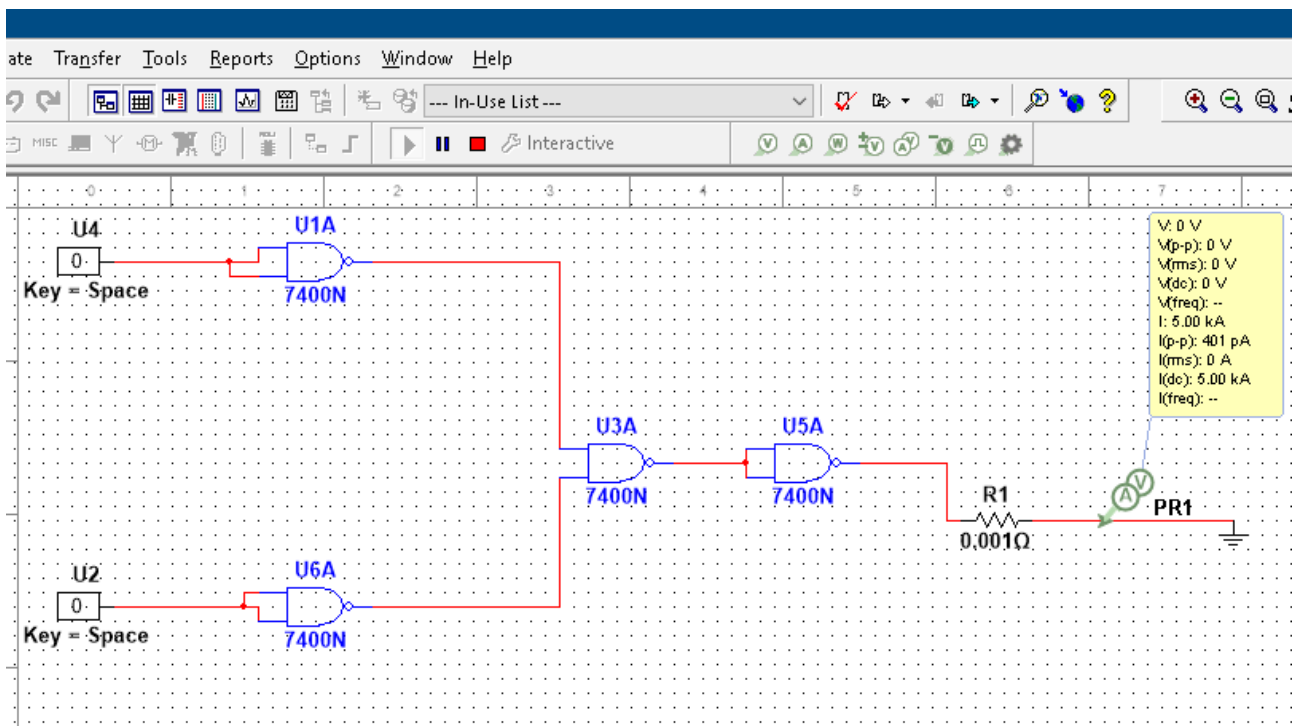 ate Transfer Tools Reports Options Window Help
--- In-Use List ---
MISC
Interactive
0 1 2 3 4 5 6 7
U4
0
Key = Space
U1A
7400N
V: 0 V
V(p-p): 0 V
V(rms): 0 V
V(dc): 0 V
V(freq): --
I: 5.00 kA
I(p-p): 401 pA
I(rms): 0 A
I(dc): 5.00 kA
I(freq): --
U3A
7400N
U5A
7400N
R1
0,001Ω
A V
PR1
U2
0
Key = Space
U6A
7400N